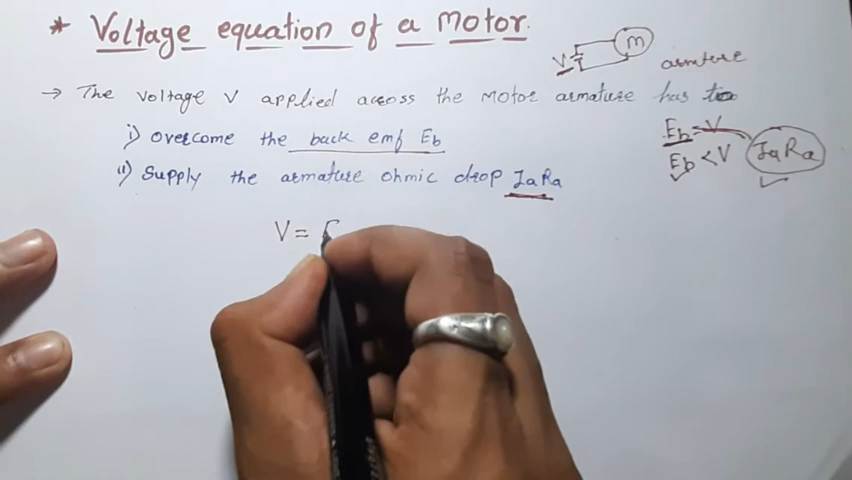 * Voltage equation of a Motor.
V M armature
→ The voltage V applied across the Motor armature has to
i) overcome the back emf Eb
ii) Supply the armature ohmic drop IaRa
Eb = V
Eb < V IaRa
V =